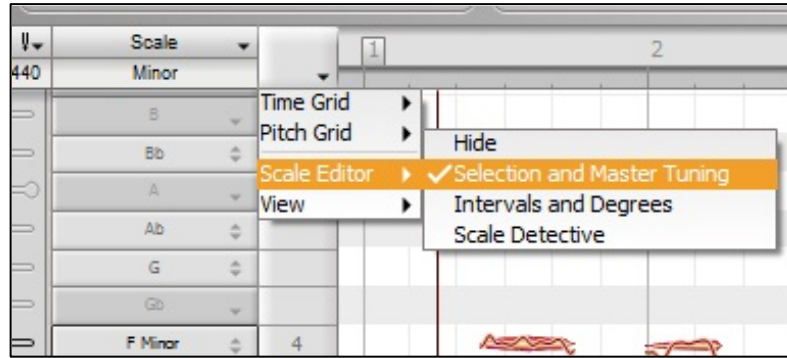 Scale
1
2
440
Minor
B
Time Grid
Pitch Grid
Hide
Bb
Scale Editor
Selection and Master Tuning
A
View
Intervals and Degrees
Ab
Scale Detective
G
Gb
F Minor
4